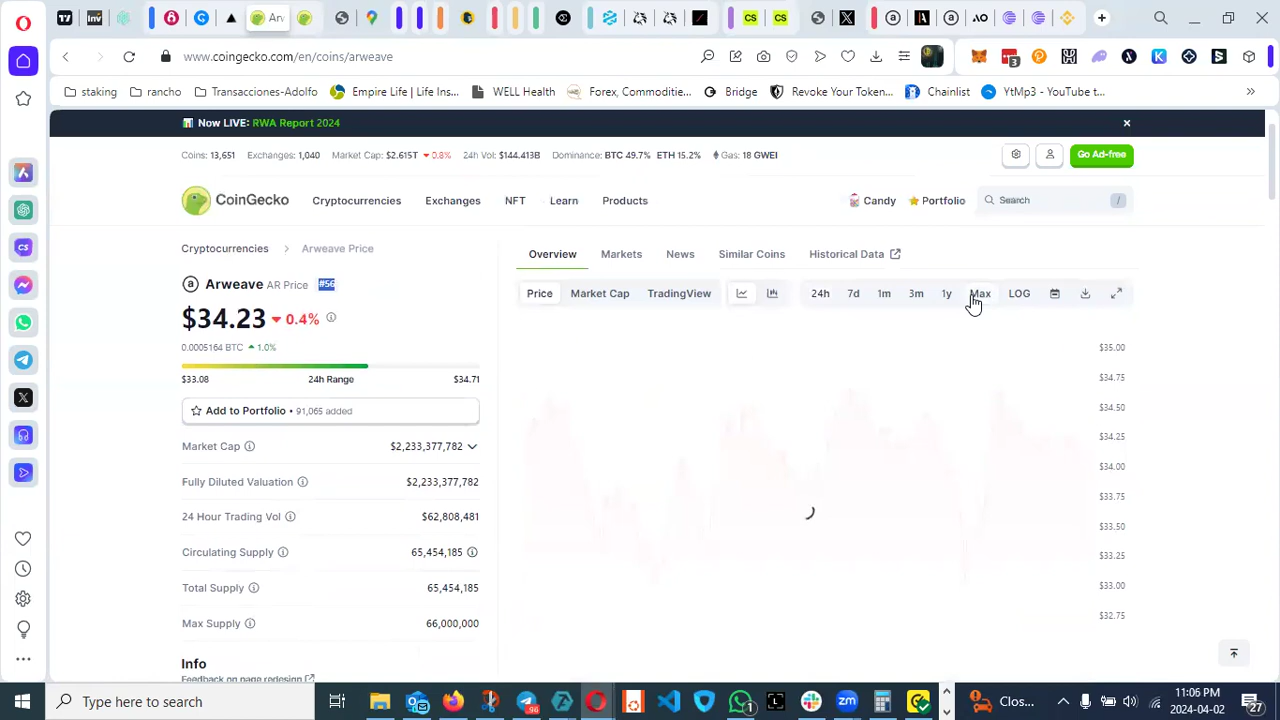 Arw
CS
CS
X
AO
www.coingecko.com/en/coins/arweave
3
staking
rancho
Transacciones-Adolfo
Empire Life | Life Ins...
WELL Health
Forex, Commoditie...
Bridge
Revoke Your Token...
Chainlist
YtMp3 - YouTube t...
»
Now LIVE: RWA Report 2024
Coins: 13,651 Exchanges: 1,040 Market Cap: $2.615T 0.8% 24h Vol: $144.413B Dominance: BTC 49.7% ETH 15.2% Gas: 18 GWEI
Go Ad-free
CoinGecko
Cryptocurrencies Exchanges NFT Learn Products
Candy Portfolio Search /
Cryptocurrencies > Arweave Price
Overview Markets News Similar Coins Historical Data
Arweave AR Price #56
Price Market Cap TradingView
24h 7d 1m 3m 1y Max LOG
$34.23 0.4%
0.0005164 BTC 1.0%
$33.08 24h Range $34.71
Add to Portfolio • 91,065 added
Market Cap $2,233,377,782
Fully Diluted Valuation $2,233,377,782
24 Hour Trading Vol $62,808,481
Circulating Supply 65,454,185
Total Supply 65,454,185
Max Supply 66,000,000
Info
Feedback on page redesign
$35.00
$34.75
$34.50
$34.25
$34.00
$33.75
$33.50
$33.25
$33.00
$32.75
Type here to search
96
1
L
zm
Clos...
11:06 PM
2024-04-02
27